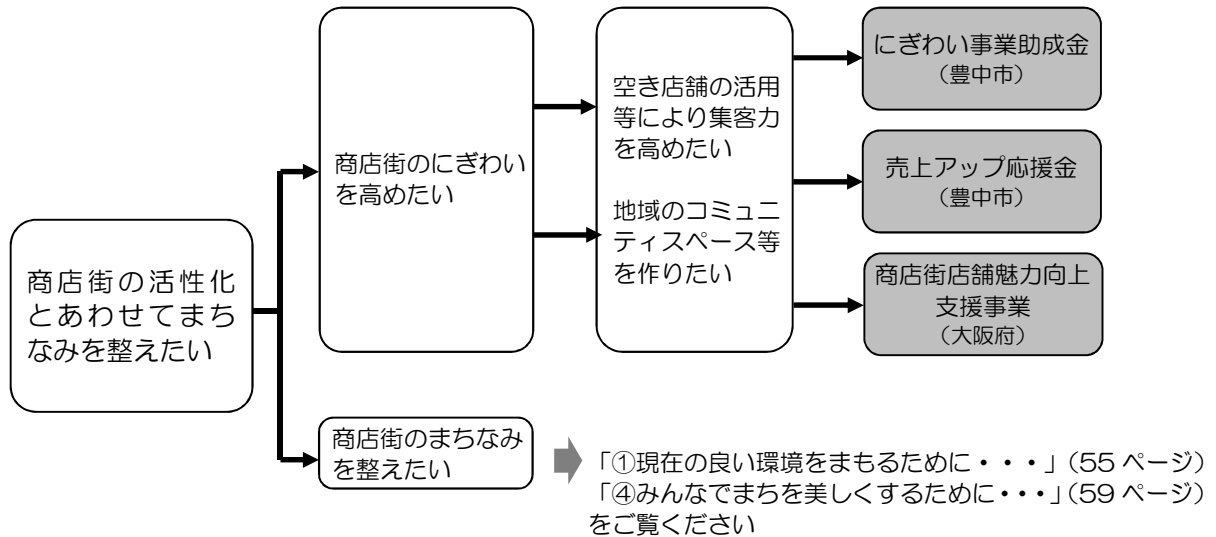 商店街の活性化
とあわせてまち
なみを整えたい
商店街のにぎわい
を高めたい
空き店舗の活用
等により集客力
を高めたい
地域のコミュニ
ティスペース等
を作りたい
にぎわい事業助成金
（豊中市）
売上アップ応援金
（豊中市）
商店街店舗魅力向上
支援事業
（大阪府）
商店街のまちなみ
を整えたい
「①現在の良い環境をまもるために・・・」（55 ページ）
「④みんなでまちを美しくするために・・・」（59 ページ）
をご覧ください